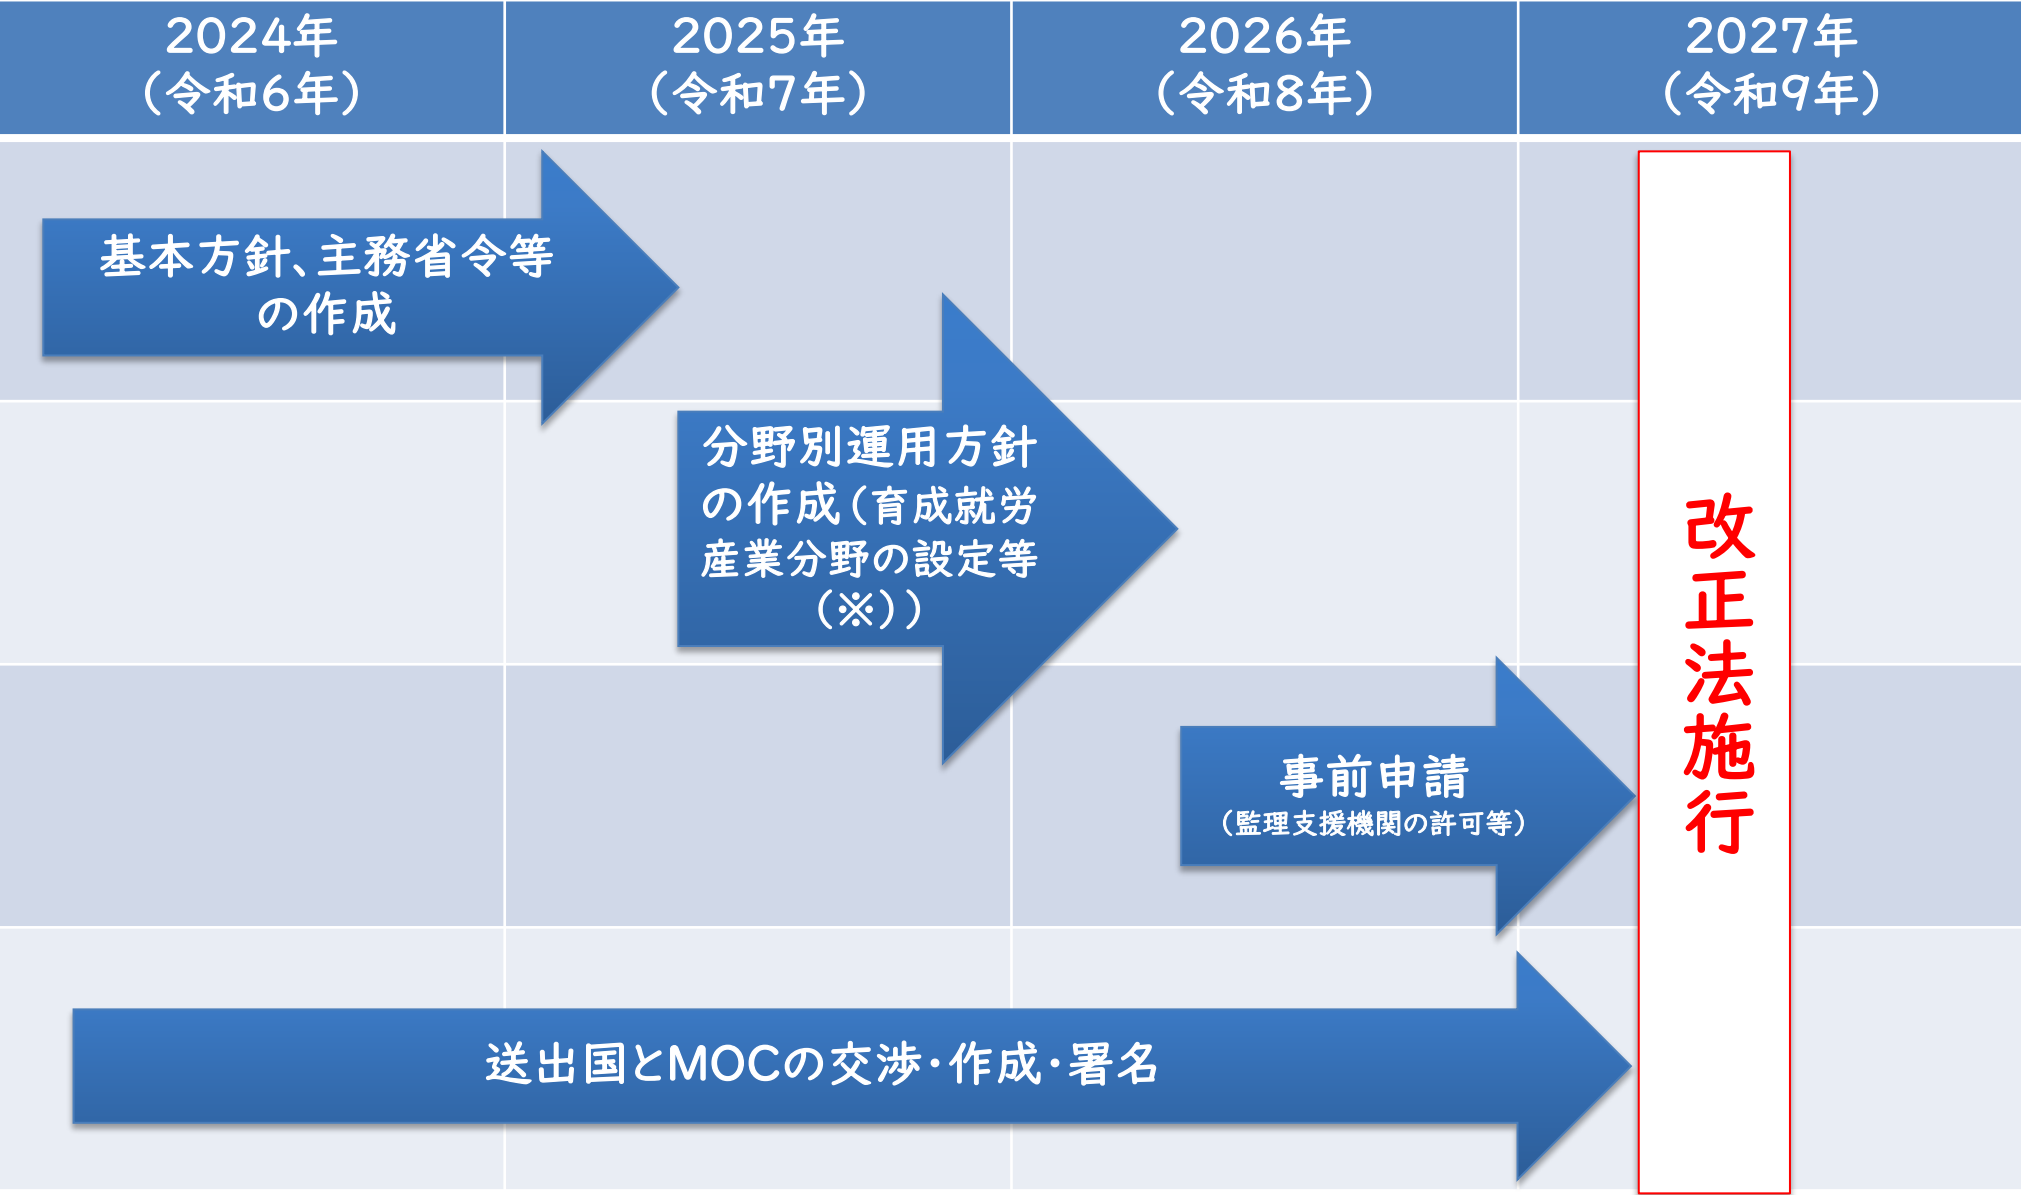 2024年
(令和6年)
2025年
(令和7年)
2026年
(令和8年)
2027年
(令和9年)
基本方針、主務省令等
の作成
分野別運用方針
の作成(育成就労
産業分野の設定等
(※))
事前申請
(監理支援機関の許可等)
送出国とMOCの交渉・作成・署名
改正法施行